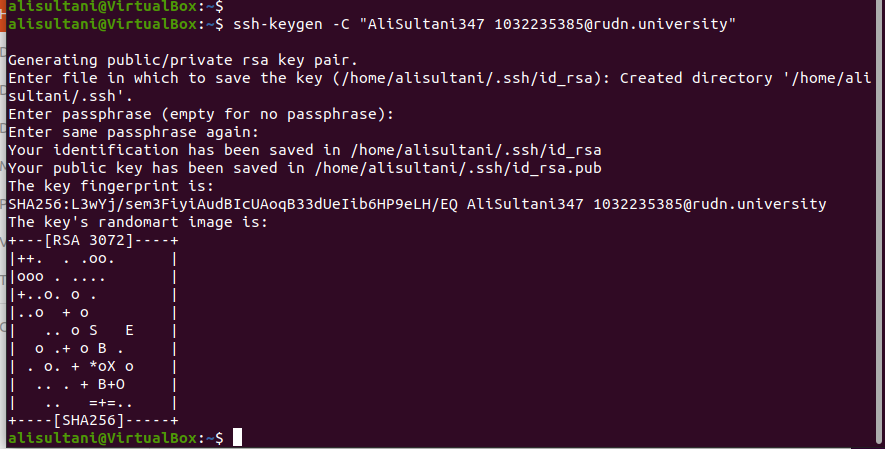 alisultani@VirtualBox:~$
alisultani@VirtualBox:~$ ssh-keygen -C "AliSultani347 1032235385@rudn.university"
Generating public/private rsa key pair.
Enter file in which to save the key (/home/alisultani/.ssh/id_rsa): Created directory '/home/ali
sultani/.ssh'.
Enter passphrase (empty for no passphrase):
Enter same passphrase again:
Your identification has been saved in /home/alisultani/.ssh/id_rsa
Your public key has been saved in /home/alisultani/.ssh/id_rsa.pub
The key fingerprint is:
SHA256:L3wYj/sem3FiyiAudBIcUAoqB33dUeIib6HP9eLH/EQ AliSultani347 1032235385@rudn.university
The key's randomart image is:
+---[RSA 3072]----+
|++.  . .oo.      |
|ooo . ....       |
|+..o. o .        |
|..o  + o         |
|    .. o S   E   |
|   o .+ o B .    |
|  . o. + *oX o   |
|   .. . + B+O    |
|    ..   =+=..   |
+----[SHA256]-----+
alisultani@VirtualBox:~$